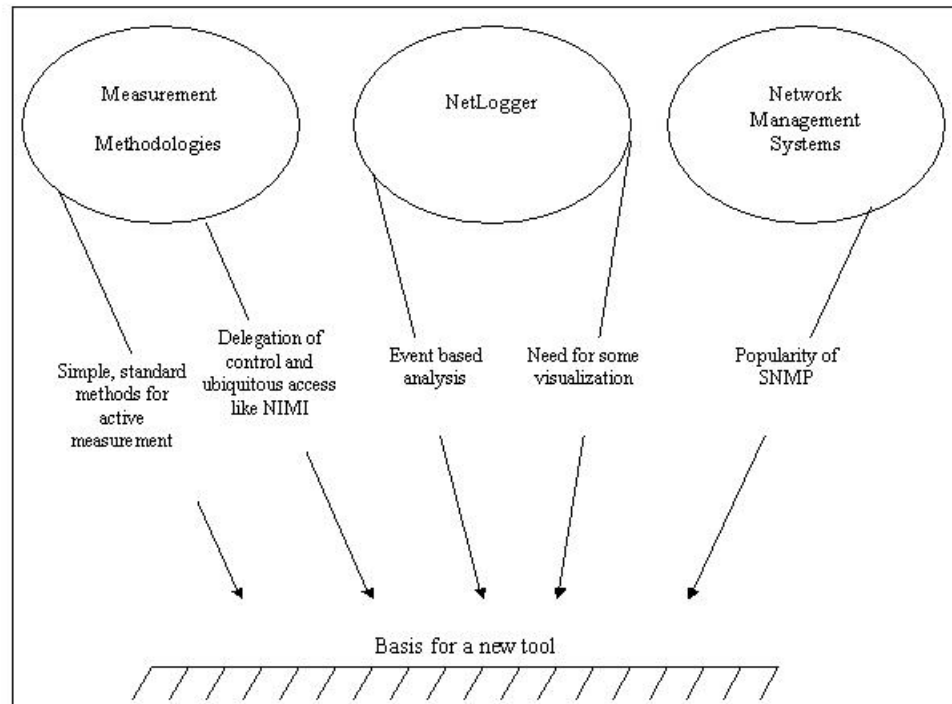 Measurement
Methodologies
NetLogger
Network
Management
Systems
Simple, standard
methods for
active
measurement
Delegation of
control and
ubiquitous access
like NIMI
Event based
analysis
Need for some
visualization
Popularity of
SNMP
Basis for a new tool